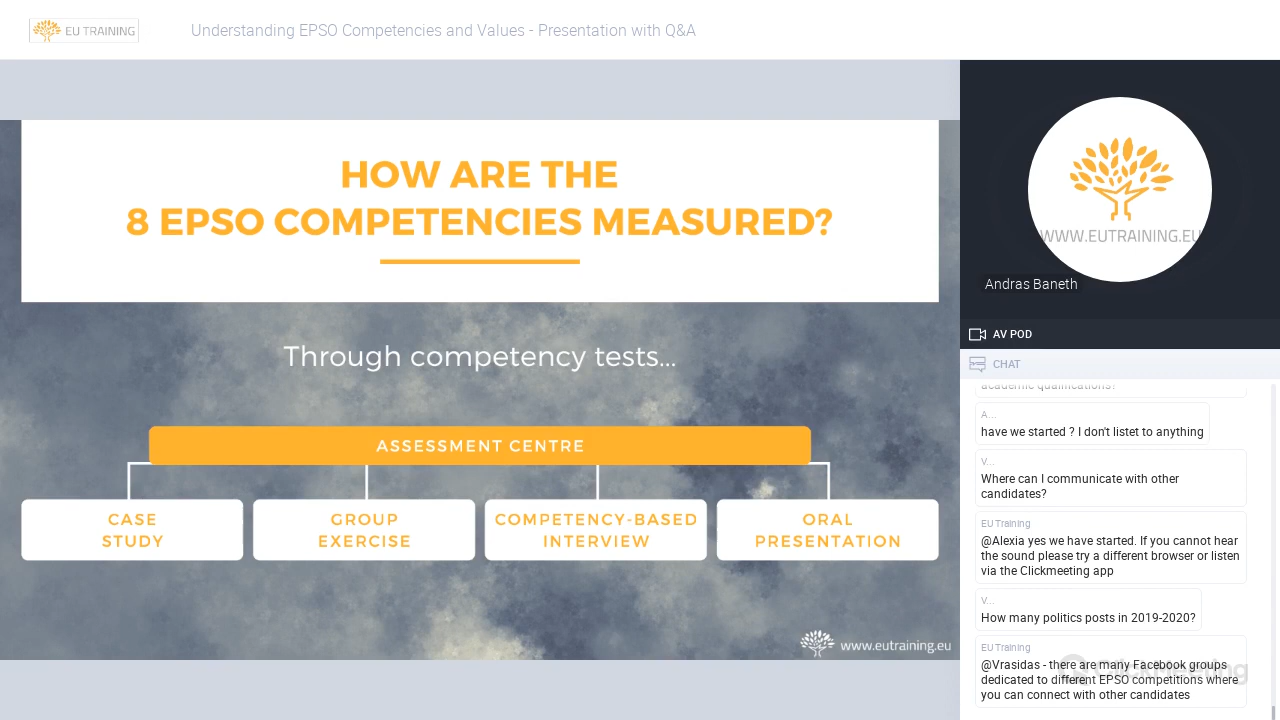 EU TRAINING
Understanding EPSO Competencies and Values - Presentation with Q&A
HOW ARE THE
8 EPSO COMPETENCIES MEASURED?
Through competency tests...
ASSESSMENT CENTRE
CASE
STUDY
GROUP
EXERCISE
COMPETENCY-BASED
INTERVIEW
ORAL
PRESENTATION
www.eutraining.eu
WWW.EUTRAINING.EU
Andras Baneth
AV POD
CHAT
academic qualifications?
A...
have we started ? I don't listet to anything
V...
Where can I communicate with other
candidates?
EU Training
@Alexia yes we have started. If you cannot hear
the sound please try a different browser or listen
via the Clickmeeting app
V...
How many politics posts in 2019-2020?
EU Training
@Vrasidas - there are many Facebook groups
dedicated to different EPSO competitions where
you can connect with other candidates